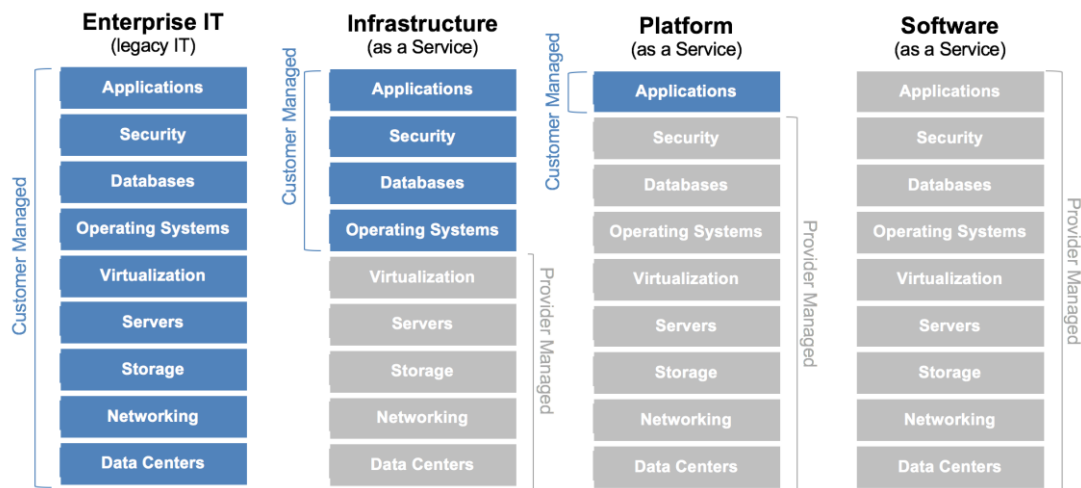 Enterprise IT
(legacy IT)
Customer Managed
Applications
Security
Databases
Operating Systems
Virtualization
Servers
Storage
Networking
Data Centers
Infrastructure
(as a Service)
Customer Managed
Applications
Security
Databases
Operating Systems
Virtualization
Servers
Storage
Networking
Data Centers
Provider Managed
Platform
(as a Service)
Customer Managed
Applications
Security
Databases
Operating Systems
Virtualization
Servers
Storage
Networking
Data Centers
Provider Managed
Software
(as a Service)
Applications
Security
Databases
Operating Systems
Virtualization
Servers
Storage
Networking
Data Centers
Provider Managed